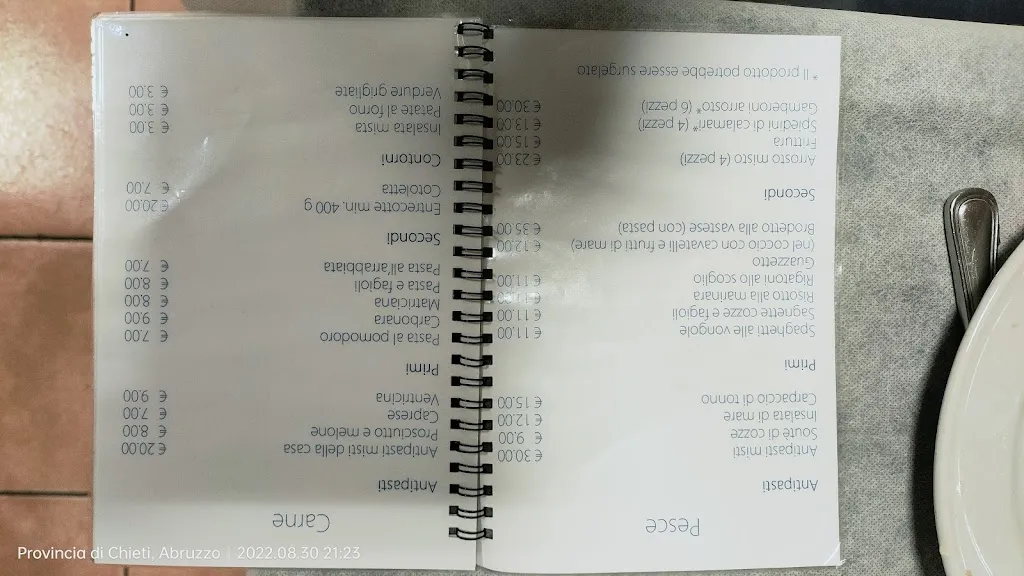 Pesce
Antipasti
Antipasti misti € 30.00
Soutè di cozze € 9.00
Insalata di mare € 12.00
Carpaccio di tonno € 15.00
Primi
Spaghetti alle vongole € 11.00
Sagnette cozze e fagioli € 11.00
Risotto alla marinara
Rigatoni allo scoglio € 11.00
Guazzetto
(nel coccio con cavatelli e frutti di mare) € 12.00
Brodetto alla vastese (con pasta) € 35.00
Secondi
Arrosto misto (4 pezzi) € 23.00
Frittura € 15.00
Spiedini di calamari* (4 pezzi) € 13.00
Gamberoni arrosto* (6 pezzi) € 30.00
* Il prodotto potrebbe essere surgelato
Carne
Antipasti
Antipasti misti della casa € 20.00
Prosciutto e melone € 8.00
Caprese € 7.00
Ventricina € 9.00
Primi
Pasta al pomodoro € 7.00
Carbonara € 9.00
Matriciana € 8.00
Pasta e fagioli € 8.00
Pasta all'arrabbiata € 7.00
Secondi
Entrecotte min. 400 g € 20.00
Cotoletta € 7.00
Contorni
Insalata mista € 3.00
Patate al forno € 3.00
Verdure grigliate € 3.00
Provincia di Chieti, Abruzzo | 2022.08.30 21:23